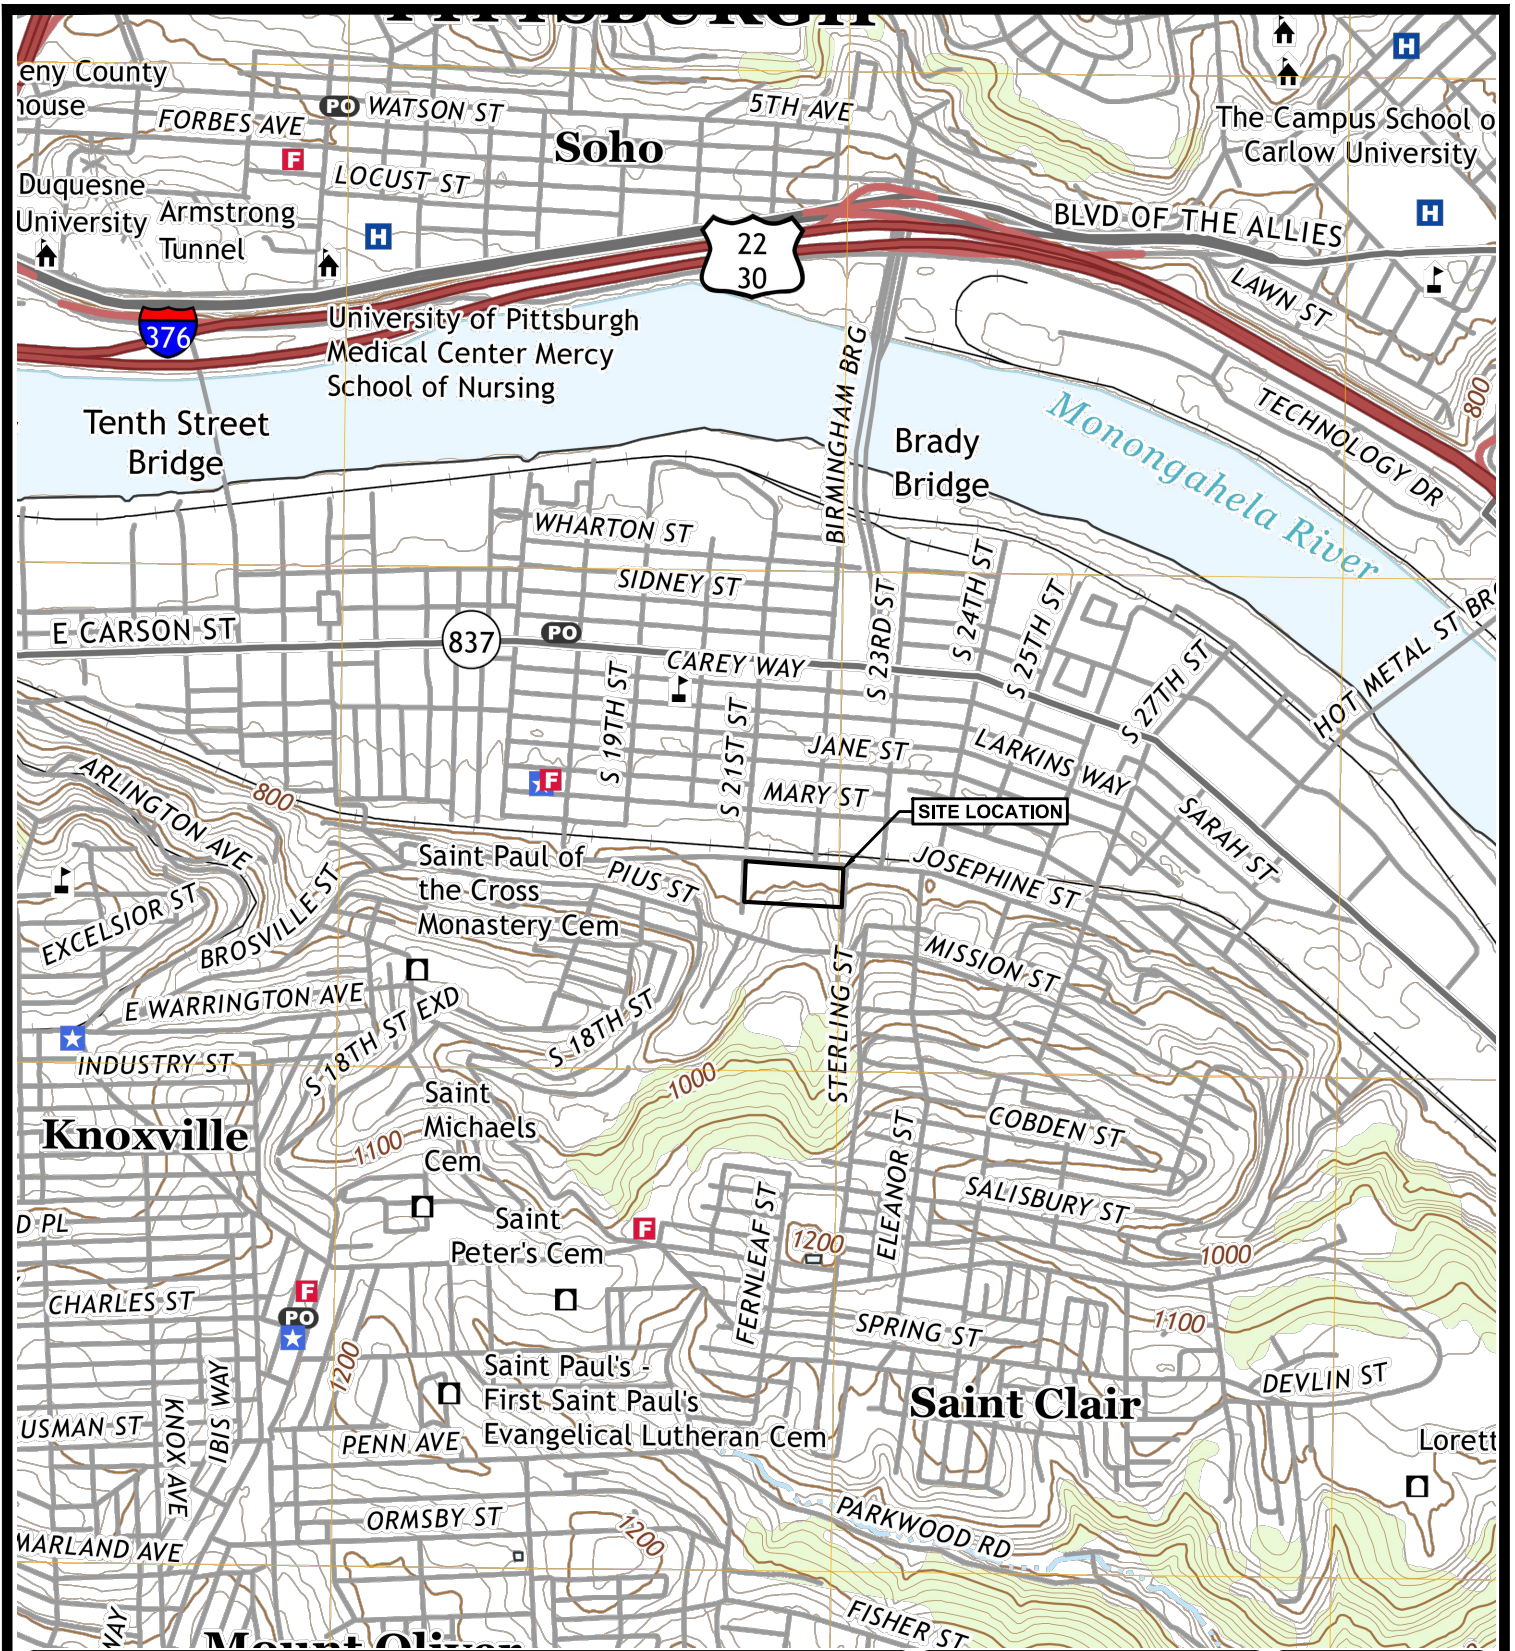 PITTSBURGH
eny County
house
FORBES AVE
PO
WATSON ST
5TH AVE
H
F
Soho
The Campus School o
Carlow University
LOCUST ST
Duquesne
University
Armstrong
Tunnel
H
H
BLVD OF THE ALLIES
22
30
LAWN ST
376
University of Pittsburgh
Medical Center Mercy
School of Nursing
BIRMINGHAM BRG
TECHNOLOGY DR
800
Tenth Street
Bridge
Brady
Bridge
Monongahela River
WHARTON ST
SIDNEY ST
S 24TH ST
S 25TH ST
S 23RD ST
HOT METAL ST BRG
E CARSON ST
837
PO
CAREY WAY
S 27TH ST
S 19TH ST
S 21ST ST
JANE ST
LARKINS WAY
F
MARY ST
SITE LOCATION
SARAH ST
ARLINGTON AVE
800
Saint Paul of
the Cross
Monastery Cem
PIUS ST
JOSEPHINE ST
EXCELSIOR ST
BROSVILLE ST
MISSION ST
E WARRINGTON AVE
S 18TH ST EXD
S 18TH ST
STERLING ST
INDUSTRY ST
1000
Saint
Michaels
Cem
Knoxville
1100
COBDEN ST
ELEANOR ST
SALISBURY ST
D PL
Saint
Peter's Cem
F
FERNLEAF ST
1200
1000
F
CHARLES ST
PO
1100
SPRING ST
1200
IBIS WAY
KNOX AVE
Saint Paul's -
First Saint Paul's
Evangelical Lutheran Cem
DEVLIN ST
Saint Clair
USMAN ST
PENN AVE
Lorett
ORMSBY ST
1200
PARKWOOD RD
MARLAND AVE
WAY
FISHER ST
Mount Oliver